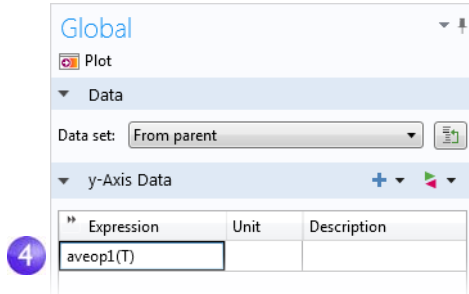 Global
Plot
Data
Data set: From parent
y-Axis Data
Expression Unit Description
4 aveop1(T)